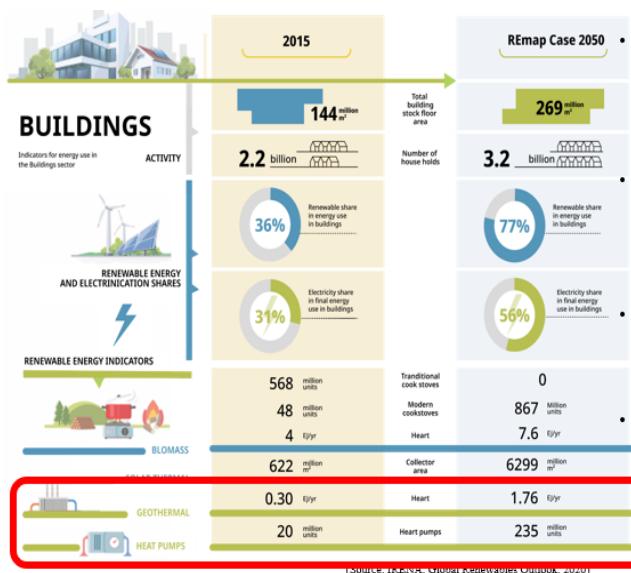 2015
REmap Case 2050
BUILDINGS
Indicators for energy use in
the Buildings sector
ACTIVITY
144 million m²
Total
building
stock floor
area
269 million m²
2.2 billion
Number of
house holds
3.2 billion
RENEWABLE ENERGY
AND ELECTRINICATION SHARES
36%
Renewable share
in energy use
in buildings
77%
Renewable share
in energy use
in buildings
31%
Electricity share
in final energy
use in buildings
56%
Electricity share
in final energy
use in buildings
RENEWABLE ENERGY INDICATORS
568 million units
Tranditional
cook stoves
0
48 million units
Modern
cookstoves
867 Million units
4 EJ/yr
Heart
7.6 EJ/yr
BLOMASS
622 million m²
Collector
area
6299 million m²
SOLAR THERMAL
0.30 EJ/yr
Heart
1.76 EJ/yr
GEOTHERMAL
20 million units
Heart pumps
235 million units
HEAT PUMPS
(Source: IRENA, Global Renewables Outlook, 2020)